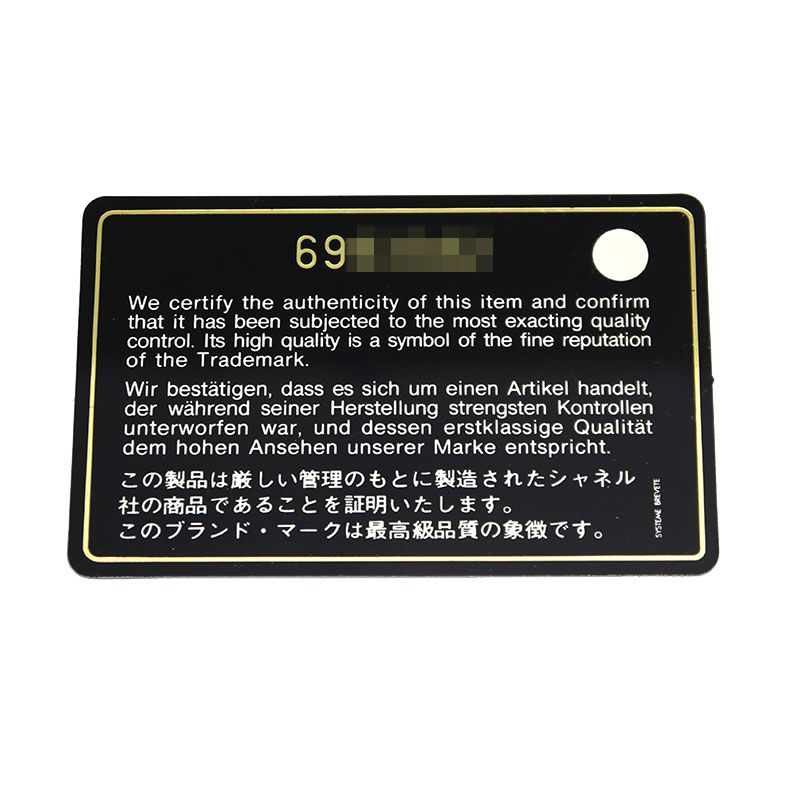 69
We certify the authenticity of this item and confirm
that it has been subjected to the most exacting quality
control. Its high quality is a symbol of the fine reputation
of the Trademark.
Wir bestätigen, dass es sich um einen Artikel handelt,
der während seiner Herstellung strengsten Kontrollen
unterworfen war, und dessen erstklassige Qualität
dem hohen Ansehen unserer Marke entspricht.
この製品は厳しい管理のもとに製造されたシャネル
社の商品であることを証明いたします。
このブランド・マークは最高級品質の象徴です。
SYSTEME BREVETE